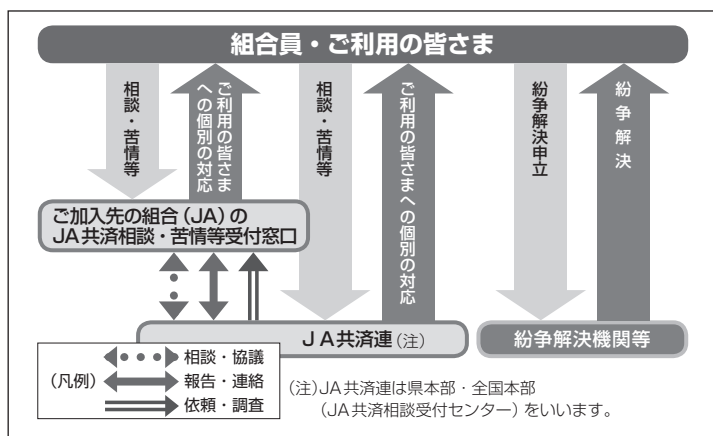 組合員・ご利用の皆さま
相談・苦情等
ご利用の皆さま
への個別の対応
相談・苦情等
ご利用の皆さまへの個別の対応
紛争解決申立
紛争解決
ご加入先の組合（JA）の
JA共済相談・苦情等受付窓口
JA共済連（注）
紛争解決機関等
（凡例）
相談・協議
報告・連絡
依頼・調査
（注）JA共済連は県本部・全国本部
（JA共済相談受付センター）をいいます。